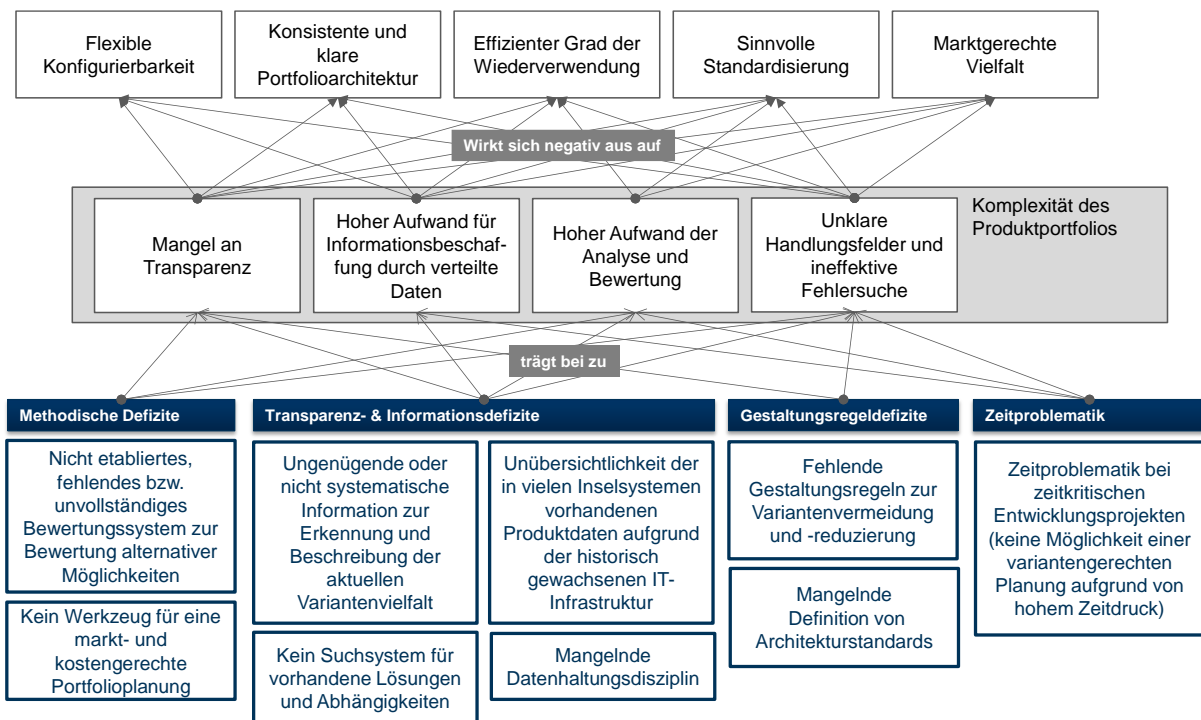 Flexible
Konfigurierbarkeit
Konsistente und
klare
Portfolioarchitektur
Effizienter Grad der
Wiederverwendung
Sinnvolle
Standardisierung
Marktgerechte
Vielfalt
Wirkt sich negativ aus auf
Mangel an
Transparenz
Hoher Aufwand für
Informationsbeschaf-
fung durch verteilte
Daten
Hoher Aufwand der
Analyse und
Bewertung
Unklare
Handlungsfelder und
ineffektive
Fehlersuche
Komplexität des
Produktportfolios
trägt bei zu
Methodische Defizite
Nicht etabliertes,
fehlendes bzw.
unvollständiges
Bewertungssystem zur
Bewertung alternativer
Möglichkeiten
Kein Werkzeug für eine
markt- und
kostengerechte
Portfolioplanung
Transparenz- & Informationsdefizite
Ungenügende oder
nicht systematische
Information zur
Erkennung und
Beschreibung der
aktuellen
Variantenvielfalt
Unübersichtlichkeit der
in vielen Inselsystemen
vorhandenen
Produktdaten aufgrund
der historisch
gewachsenen IT-
Infrastruktur
Kein Suchsystem für
vorhandene Lösungen
und Abhängigkeiten
Mangelnde
Datenhaltungsdisziplin
Gestaltungsregeldefizite
Fehlende
Gestaltungsregeln zur
Variantenvermeidung
und -reduzierung
Mangelnde
Definition von
Architekturstandards
Zeitproblematik
Zeitproblematik bei
zeitkritischen
Entwicklungsprojekten
(keine Möglichkeit einer
variantengerechten
Planung aufgrund von
hohem Zeitdruck)